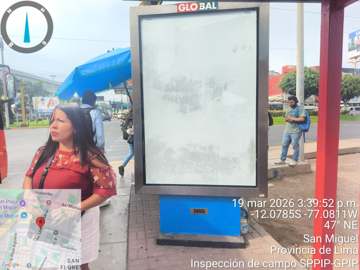 GLOBAL
19 mar 2026 3:39:52 p.m.
-12.0785S -77.0811W
47° NE
San Miguel
Provincia de Lima
Inspección de campo SPPIP-GPIP
SAN